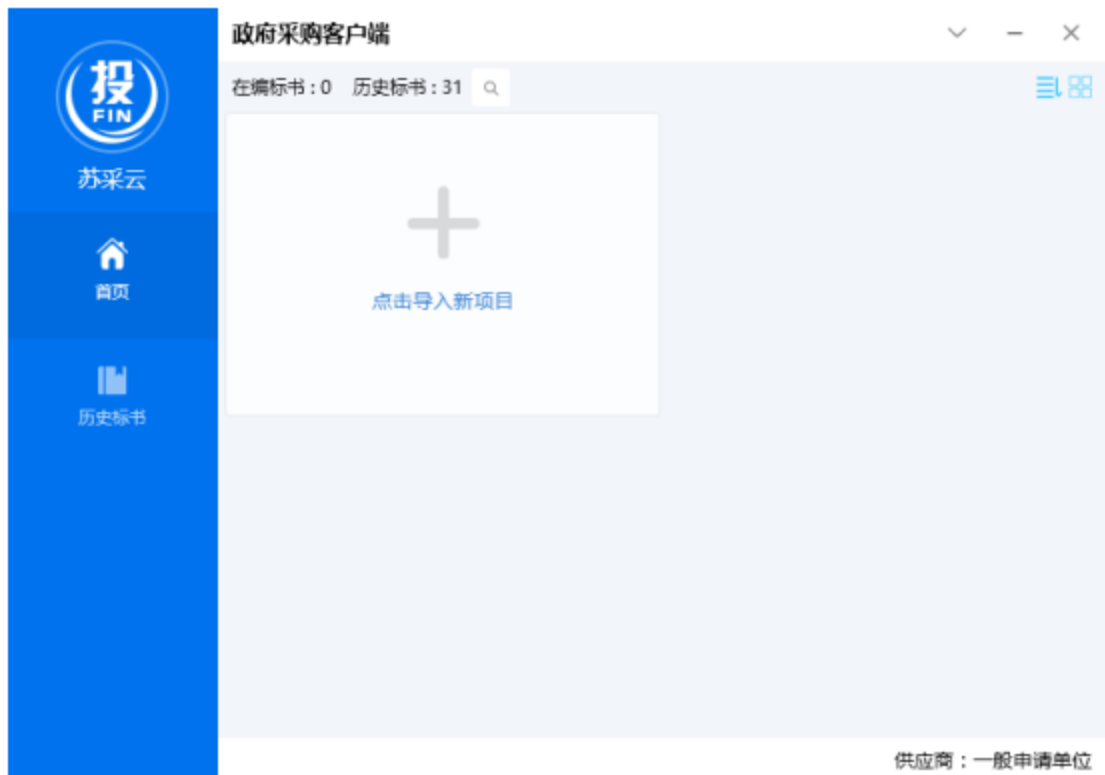 政府采购客户端
投
FIN
苏采云
在编标书：0 历史标书：31
首页
点击导入新项目
历史标书
供应商：一般申请单位